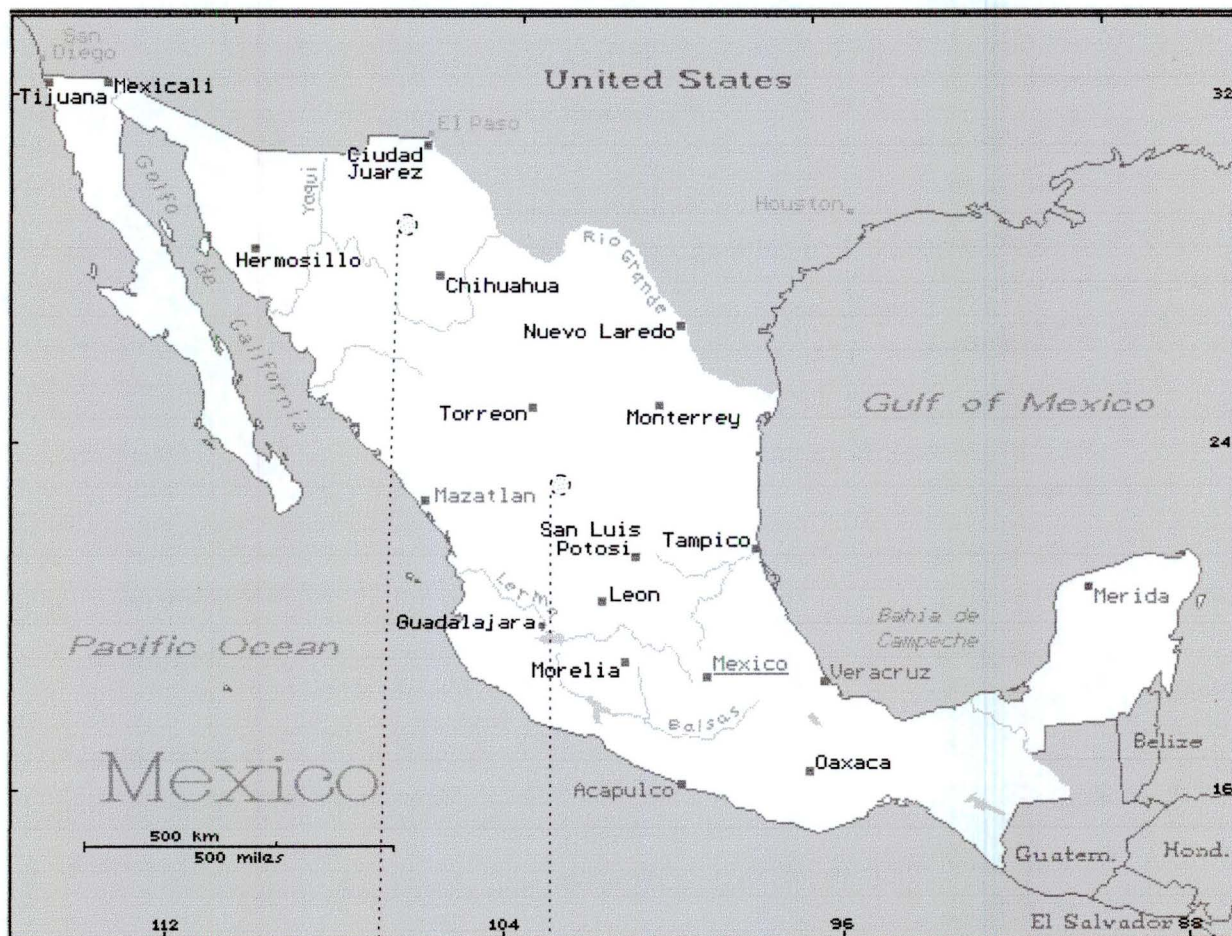 San
Diego
United States
Tijuana
Mexicali
32
El Paso
Ciudad
Juarez
Golfo de California
Yaqui
Houston
Rio Grande
Hermosillo
Chihuahua
Nuevo Laredo
Torreon
Monterrey
Gulf of Mexico
24
Mazatlan
San Luis
Potosi
Tampico
Lerma
Leon
Merida
Guadalajara
Bahia de
Campeche
Pacific Ocean
Morelia
Mexico
Veracruz
Balsas
Belize
Mexico
Oaxaca
Acapulco
16
500 km
500 miles
Guatem.
Hond.
112
104
96
El Salvador
88